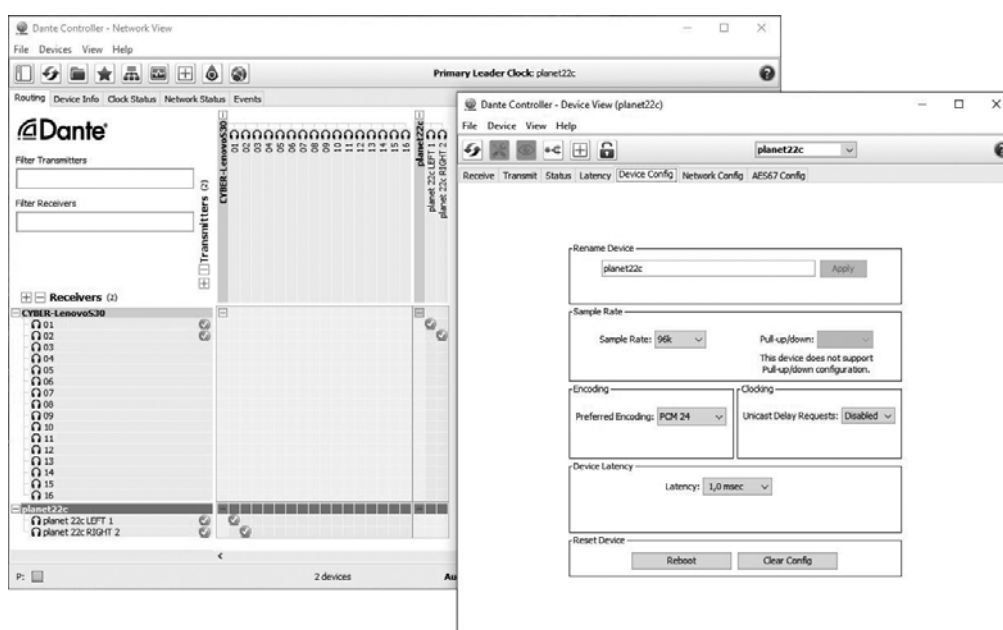 Dante Controller - Network View
File Devices View Help
Primary Leader Clock: planet22c
Routing Device Info Clock Status Network Status Events
Dante
Filter Transmitters
Filter Receivers
Transmitters (2)
CYBER-LenovoS30
01
02
03
04
05
06
07
08
09
10
11
12
13
14
15
16
planet22c
planet 22c LEFT 1
planet 22c RIGHT 2
Receivers (2)
CYBER-LenovoS30
01
02
03
04
05
06
07
08
09
10
11
12
13
14
15
16
planet22c
planet 22c LEFT 1
planet 22c RIGHT 2
P:
2 devices
Au
Dante Controller - Device View (planet22c)
File Device View Help
planet22c
Receive Transmit Status Latency Device Config Network Config AES67 Config
Rename Device
planet22c
Apply
Sample Rate
Sample Rate: 96k
Pull-up/down:
This device does not support
Pull-up/down configuration.
Encoding
Preferred Encoding: PCM 24
Clocking
Unicast Delay Requests: Disabled
Device Latency
Latency: 1,0 msec
Reset Device
Reboot
Clear Config